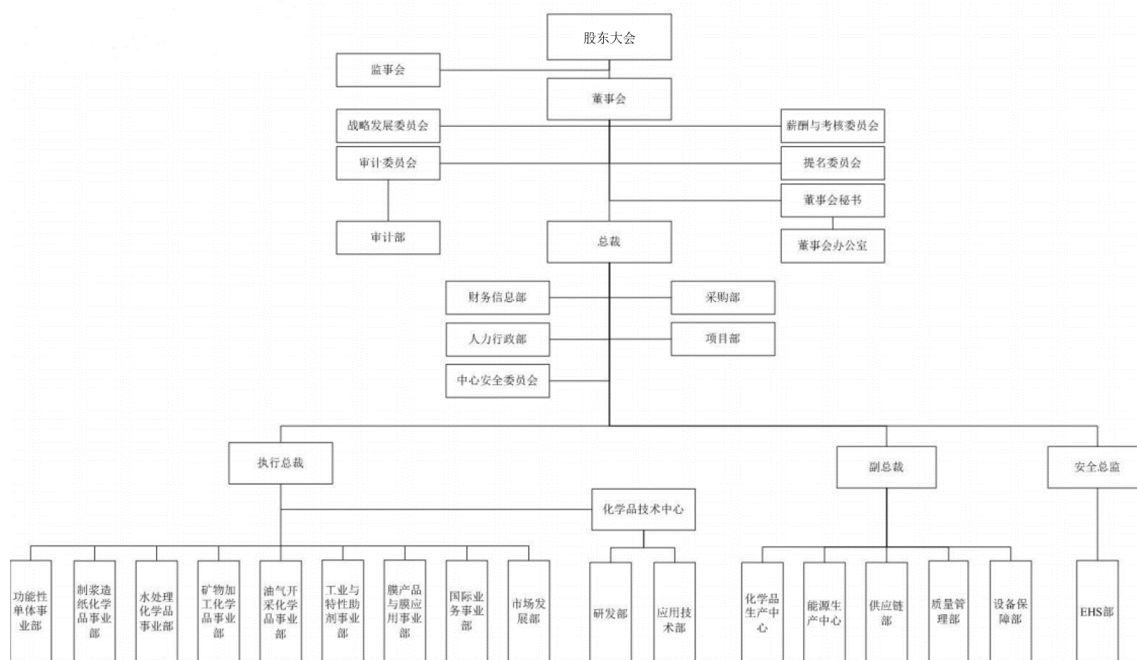 股东大会
监事会
董事会
战略发展委员会
薪酬与考核委员会
审计委员会
提名委员会
董事会秘书
审计部
总裁
董事会办公室
财务信息部
采购部
人力行政部
项目部
中心安全委员会
执行总裁
副总裁
安全总监
化学品技术中心
功能性
单体事
业部
制浆造
纸化学
品事业
部
水处理
化学品
事业部
矿物加
工化学
品事业
部
油气开
采化学
品事业
部
工业与
特性助
剂事业
部
膜产品
与膜应
用事业
部
国际业
务事业
部
市场发
展部
研发部
应用技
术部
化学品
生产中
心
能源生
产中心
供应链
部
质量管
理部
设备保
障部
EHS部